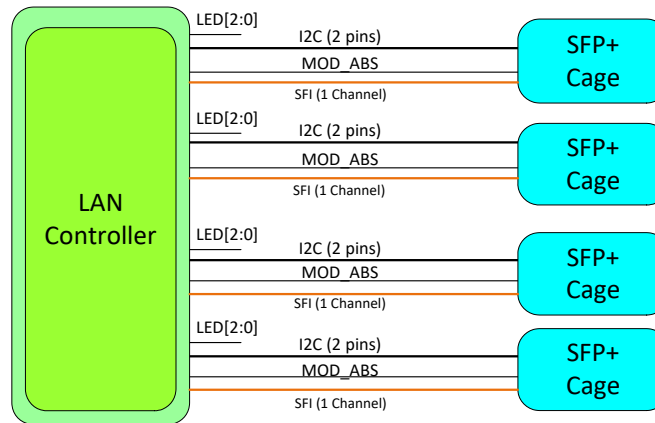 LED[2:0]
I2C (2 pins)
MOD_ABS
SFI (1 Channel)
SFP+
Cage
LED[2:0]
I2C (2 pins)
MOD_ABS
SFI (1 Channel)
SFP+
Cage
LAN
Controller
LED[2:0]
I2C (2 pins)
MOD_ABS
SFI (1 Channel)
SFP+
Cage
LED[2:0]
I2C (2 pins)
MOD_ABS
SFI (1 Channel)
SFP+
Cage